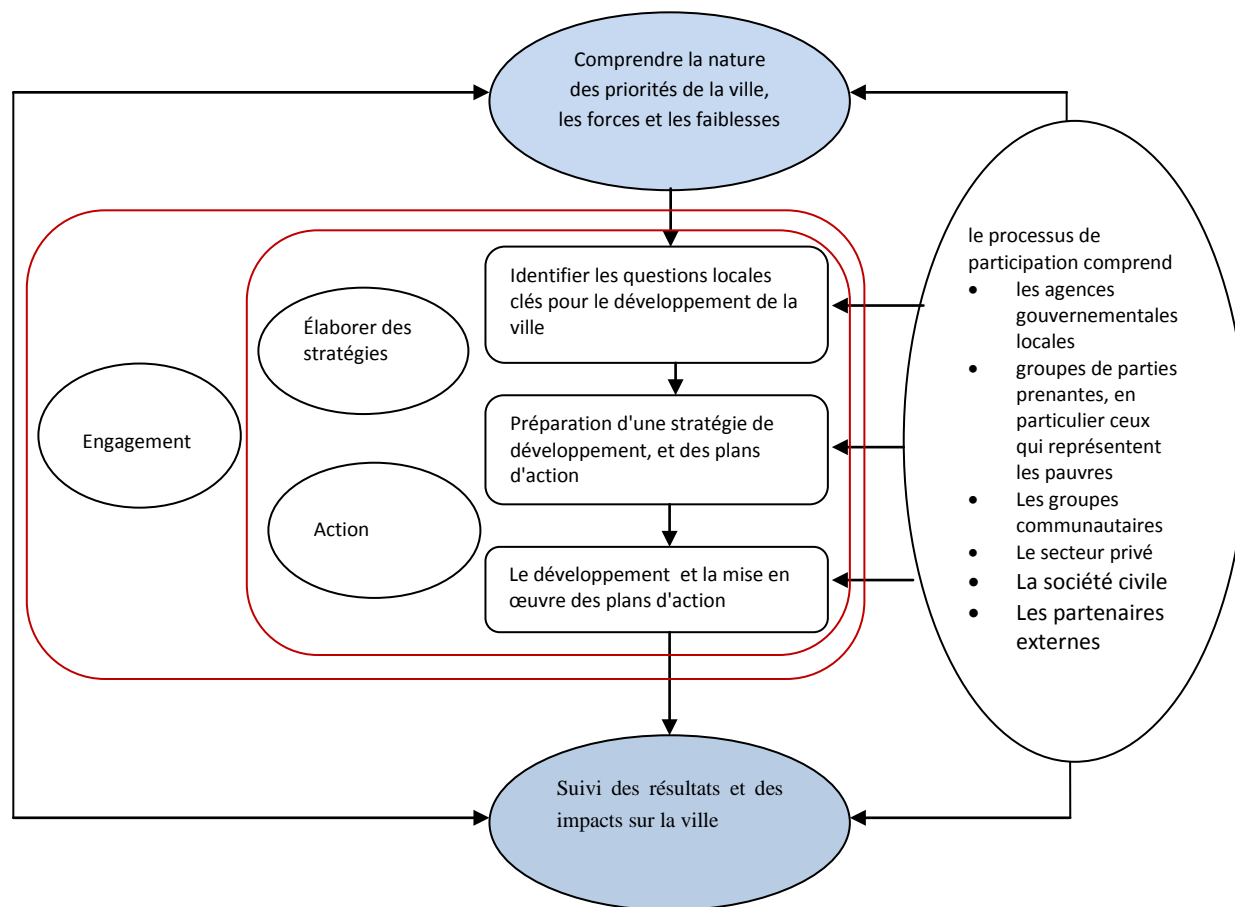 Comprendre la nature
des priorités de la ville,
les forces et les faiblesses
Identifier les questions locales
clés pour le développement de la
ville
Élaborer des
stratégies
Engagement
Préparation d'une stratégie de
développement, et des plans
d'action
Action
Le développement et la mise en
œuvre des plans d'action
le processus de
participation comprend
• les agences
gouvernementales
locales
• groupes de parties
prenantes, en
particulier ceux
qui représentent
les pauvres
• Les groupes
communautaires
• Le secteur privé
• La société civile
• Les partenaires
externes
Suivi des résultats et des
impacts sur la ville